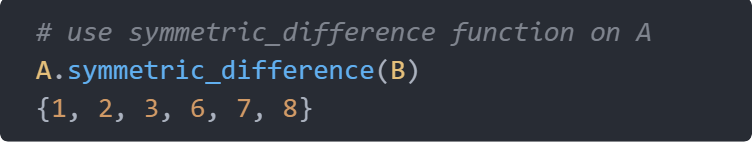 # use symmetric_difference function on A
A.symmetric_difference(B)
{1, 2, 3, 6, 7, 8}